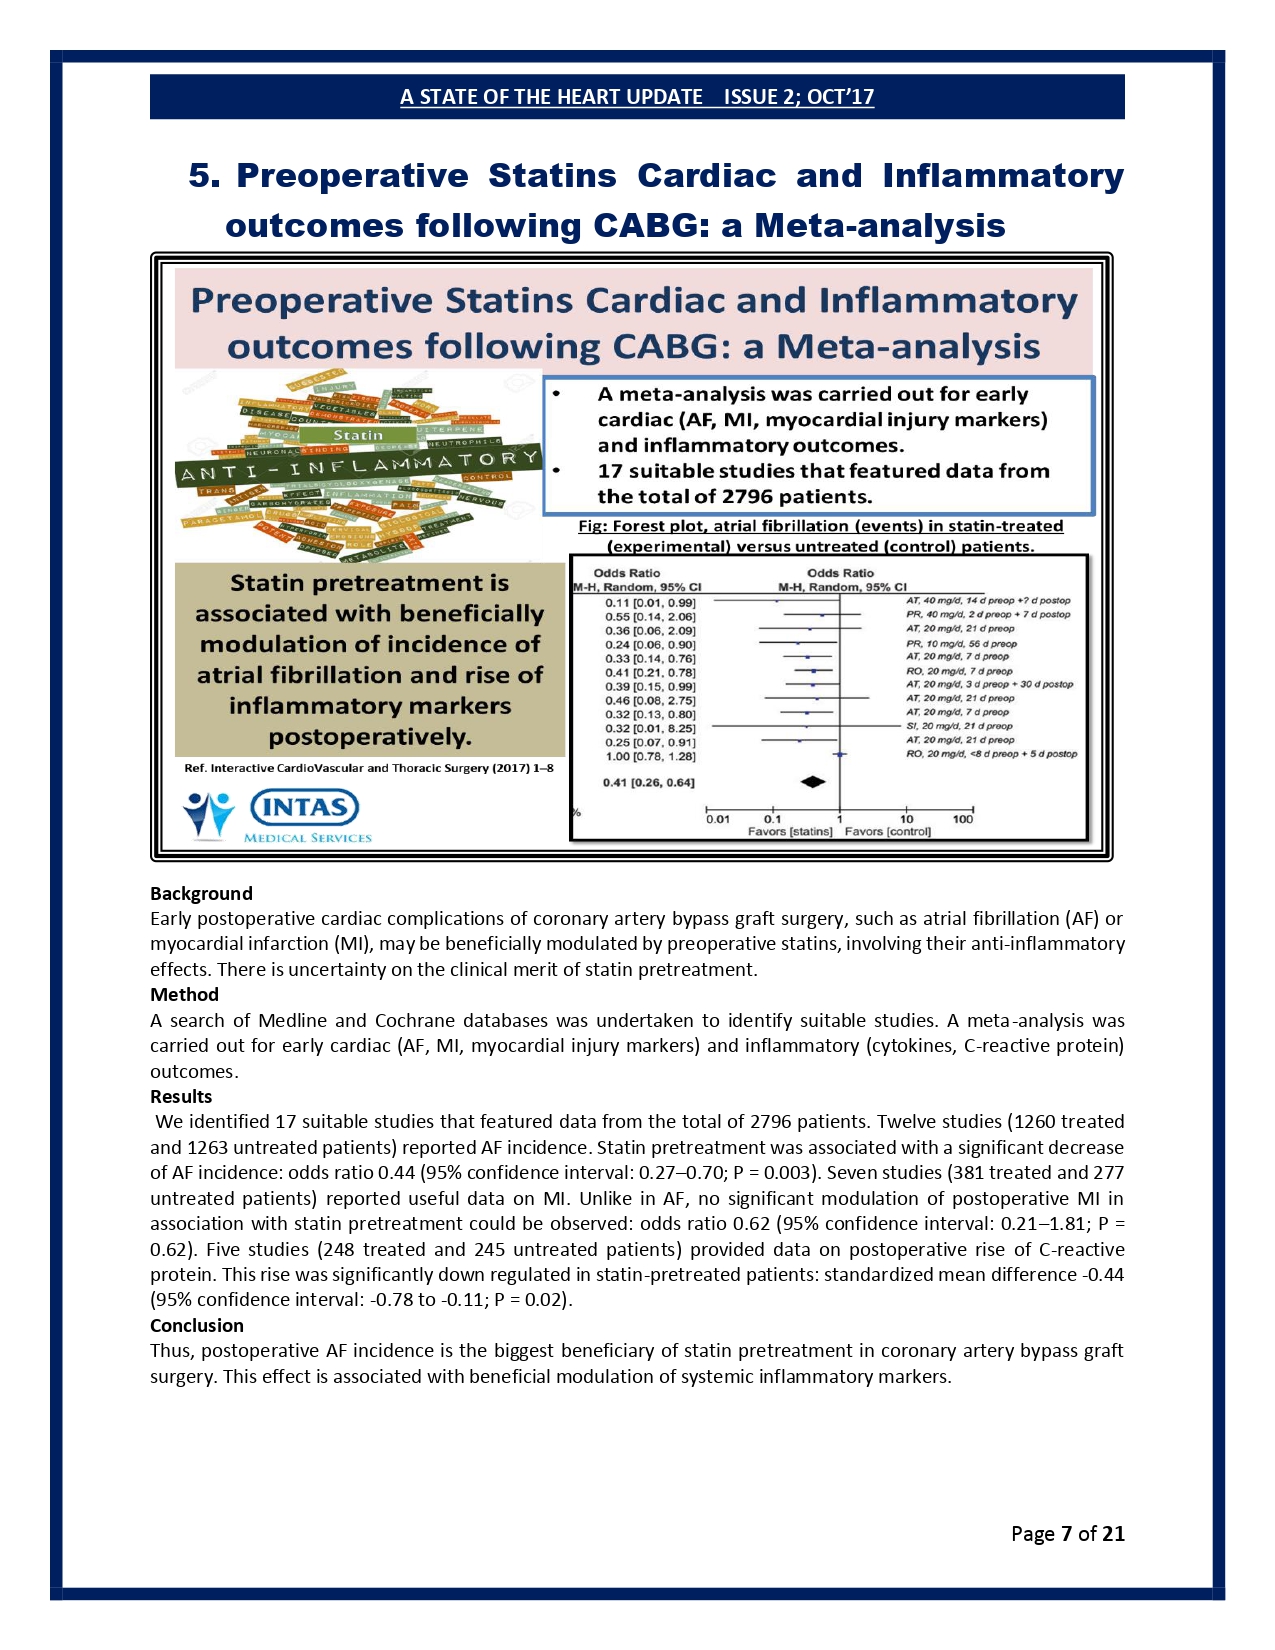 A STATE OF THE HEART UPDATE ISSUE 2; OCT’17
5. Preoperative Statins Cardiac and Inflammatory
outcomes following CABG: a Meta-analysis
Preoperative Statins Cardiac and Inflammatory
outcomes following CABG: a Meta-analysis
SUGGESTED
INJURY
VEGETABLES
DISEASE
Statin
NEUTROPHILS
NEURONAL
BINDING
ANTI-INFLAMMATORY
CONTROL
TRANS
EFFECT
INFLAMMATION
CARBOHYDRATES
PAIN
NERVOUS
PARACETAMOL
ADHESION
TREATMENT
METABOLITE
• A meta-analysis was carried out for early
cardiac (AF, MI, myocardial injury markers)
and inflammatory outcomes.
• 17 suitable studies that featured data from
the total of 2796 patients.
Fig: Forest plot, atrial fibrillation (events) in statin-treated
(experimental) versus untreated (control) patients.
Statin pretreatment is
associated with beneficially
modulation of incidence of
atrial fibrillation and rise of
inflammatory markers
postoperatively.
Ref. Interactive CardioVascular and Thoracic Surgery (2017) 1–8
INTAS
MEDICAL SERVICES
Odds Ratio Odds Ratio
M-H, Random, 95% CI M-H, Random, 95% CI
0.11 [0.01, 0.99] AT, 40 mg/d, 14 d preop +? d postop
0.55 [0.14, 2.06] PR, 40 mg/d, 2 d preop + 7 d postop
0.36 [0.06, 2.09] AT, 20 mg/d, 21 d preop
0.24 [0.06, 0.90] PR, 10 mg/d, 56 d preop
0.33 [0.14, 0.76] AT, 20 mg/d, 7 d preop
0.41 [0.21, 0.78] RO, 20 mg/d, 7 d preop
0.39 [0.15, 0.99] AT, 20 mg/d, 3 d preop + 30 d postop
0.46 [0.08, 2.75] AT, 20 mg/d, 21 d preop
0.32 [0.13, 0.80] AT, 20 mg/d, 7 d preop
0.32 [0.01, 8.25] SI, 20 mg/d, 21 d preop
0.25 [0.07, 0.91] AT, 20 mg/d, 21 d preop
1.00 [0.78, 1.28] RO, 20 mg/d, <8 d preop + 5 d postop
0.41 [0.26, 0.64]
%
0.01 0.1 1 10 100
Favors [statins] Favors [control]
Background
Early postoperative cardiac complications of coronary artery bypass graft surgery, such as atrial fibrillation (AF) or
myocardial infarction (MI), may be beneficially modulated by preoperative statins, involving their anti-inflammatory
effects. There is uncertainty on the clinical merit of statin pretreatment.
Method
A search of Medline and Cochrane databases was undertaken to identify suitable studies. A meta-analysis was
carried out for early cardiac (AF, MI, myocardial injury markers) and inflammatory (cytokines, C-reactive protein)
outcomes.
Results
We identified 17 suitable studies that featured data from the total of 2796 patients. Twelve studies (1260 treated
and 1263 untreated patients) reported AF incidence. Statin pretreatment was associated with a significant decrease
of AF incidence: odds ratio 0.44 (95% confidence interval: 0.27–0.70; P = 0.003). Seven studies (381 treated and 277
untreated patients) reported useful data on MI. Unlike in AF, no significant modulation of postoperative MI in
association with statin pretreatment could be observed: odds ratio 0.62 (95% confidence interval: 0.21–1.81; P =
0.62). Five studies (248 treated and 245 untreated patients) provided data on postoperative rise of C-reactive
protein. This rise was significantly down regulated in statin-pretreated patients: standardized mean difference -0.44
(95% confidence interval: -0.78 to -0.11; P = 0.02).
Conclusion
Thus, postoperative AF incidence is the biggest beneficiary of statin pretreatment in coronary artery bypass graft
surgery. This effect is associated with beneficial modulation of systemic inflammatory markers.
Page 7 of 21